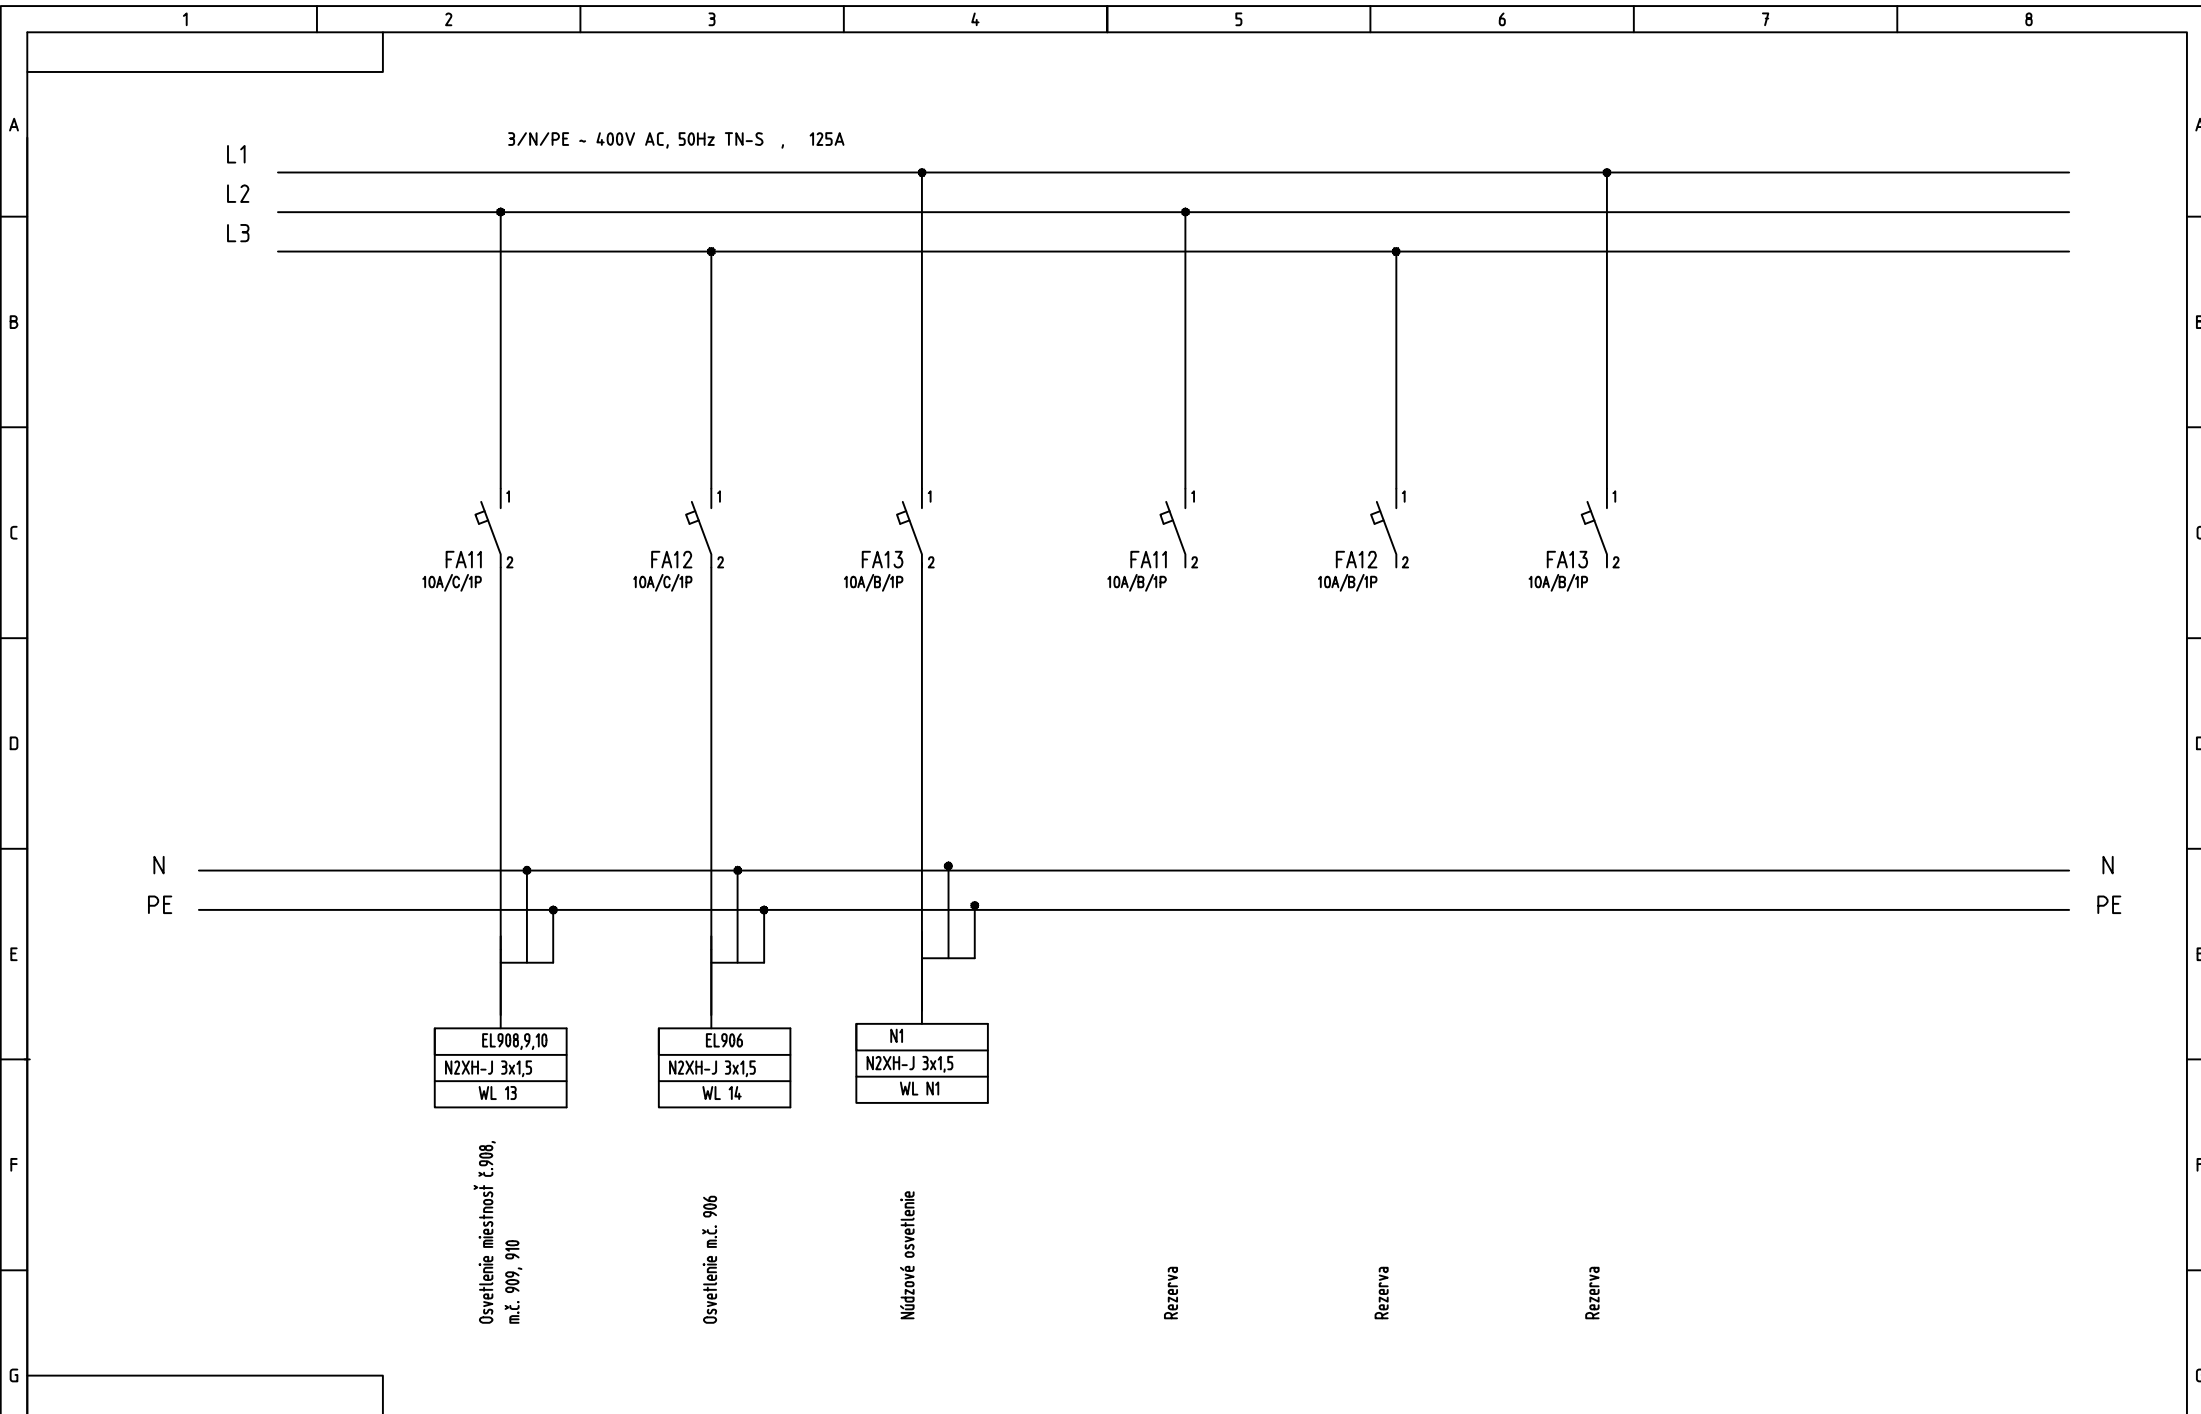 1 2 3 4 5 6 7 8
A A
3/N/PE ~ 400V AC, 50Hz TN-S , 125A
L1
L2
L3
B
1 1 1 1 1 1
C
FA11 2 FA12 2 FA13 2 FA11 2 FA12 2 FA13 2
10A/C/1P 10A/C/1P 10A/B/1P 10A/B/1P 10A/B/1P 10A/B/1P
D
N N
PE PE
E
EL908,9,10
N2XH-J 3x1,5
WL 13
EL906
N2XH-J 3x1,5
WL 14
N1
N2XH-J 3x1,5
WL N1
F
Osvetlenie miestnosť č.908,
m.č. 909, 910
Osvetlenie m.č. 906
Núdzové osvetlenie
Rezerva
Rezerva
Rezerva
G